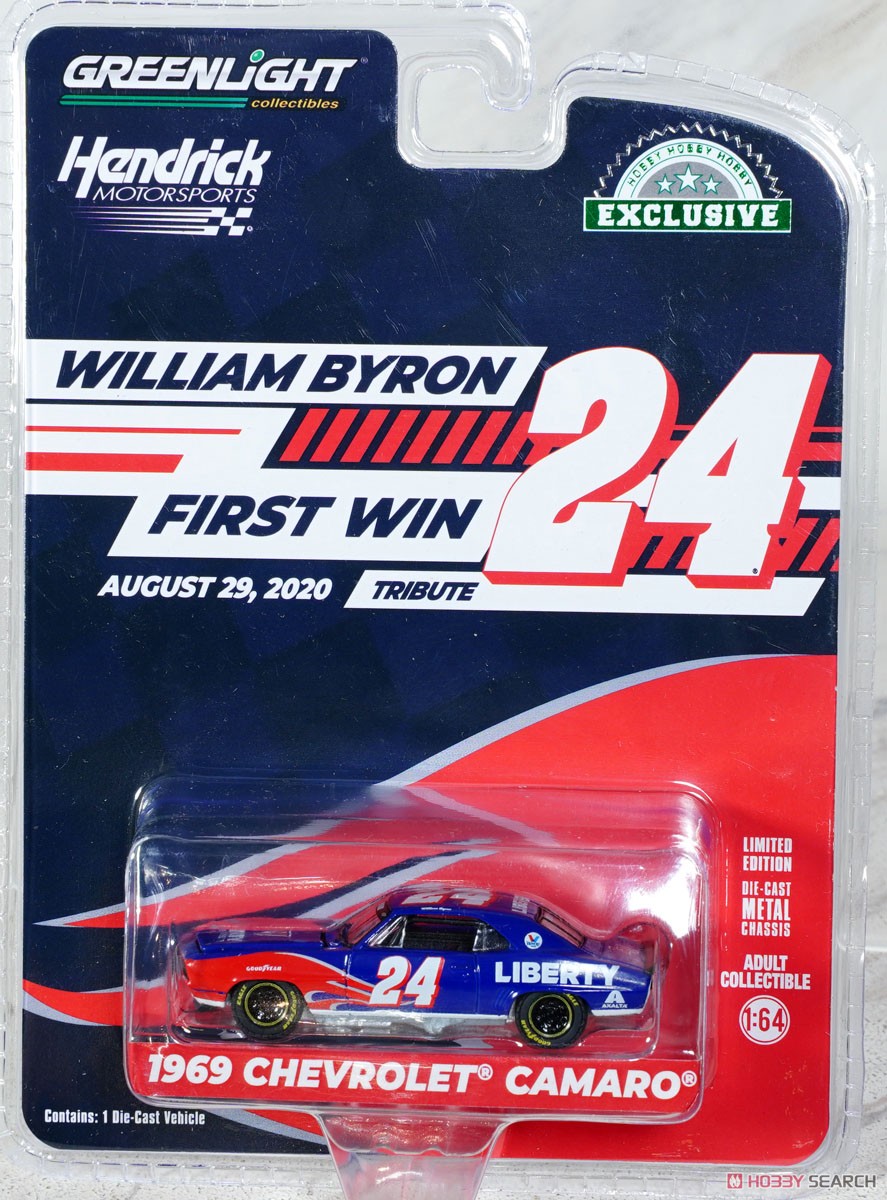 GREENLIGHT®
collectibles
Hendrick
MOTORSPORTS
HOBBY HOBBY HOBBY
EXCLUSIVE
WILLIAM BYRON
24
FIRST WIN
AUGUST 29, 2020
TRIBUTE
LIMITED
EDITION
DIE-CAST
METAL
CHASSIS
ADULT
COLLECTIBLE
1:64
24
GOODYEAR
24
LIBERTY
AXALTA
1969 CHEVROLET® CAMARO®
Contains: 1 Die-Cast Vehicle
HOBBY SEARCH